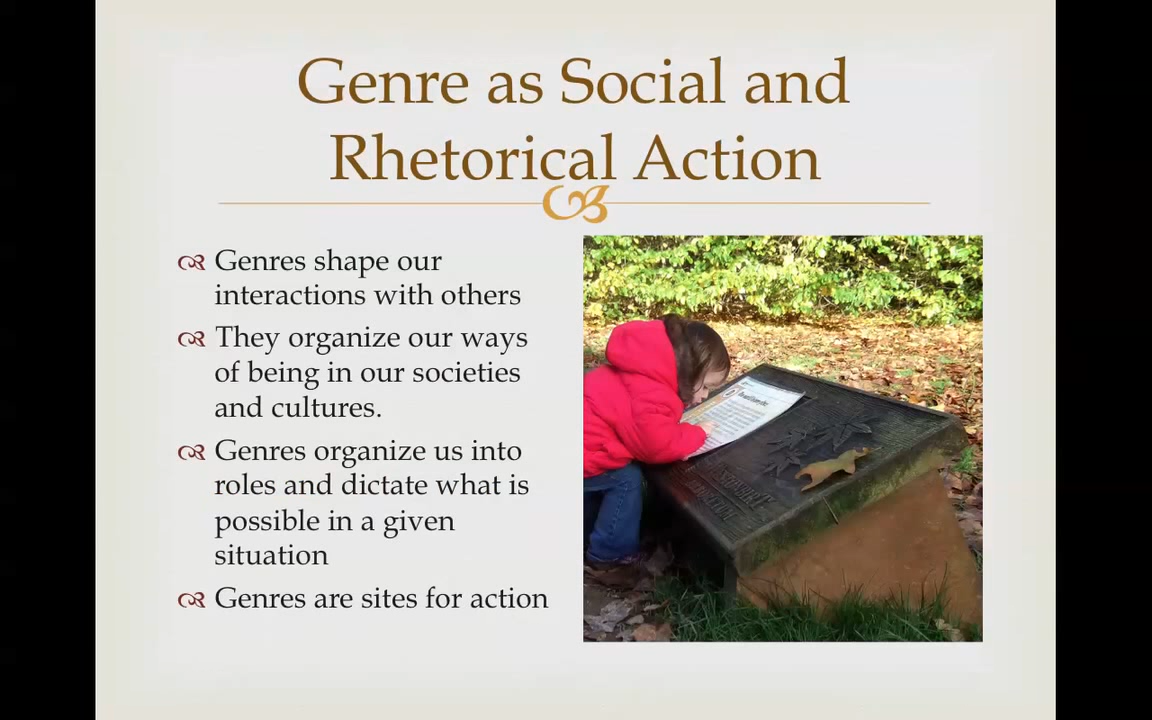 Genre as Social and
Rhetorical Action
Genres shape our
interactions with others
They organize our ways
of being in our societies
and cultures.
Genres organize us into
roles and dictate what is
possible in a given
situation
Genres are sites for action